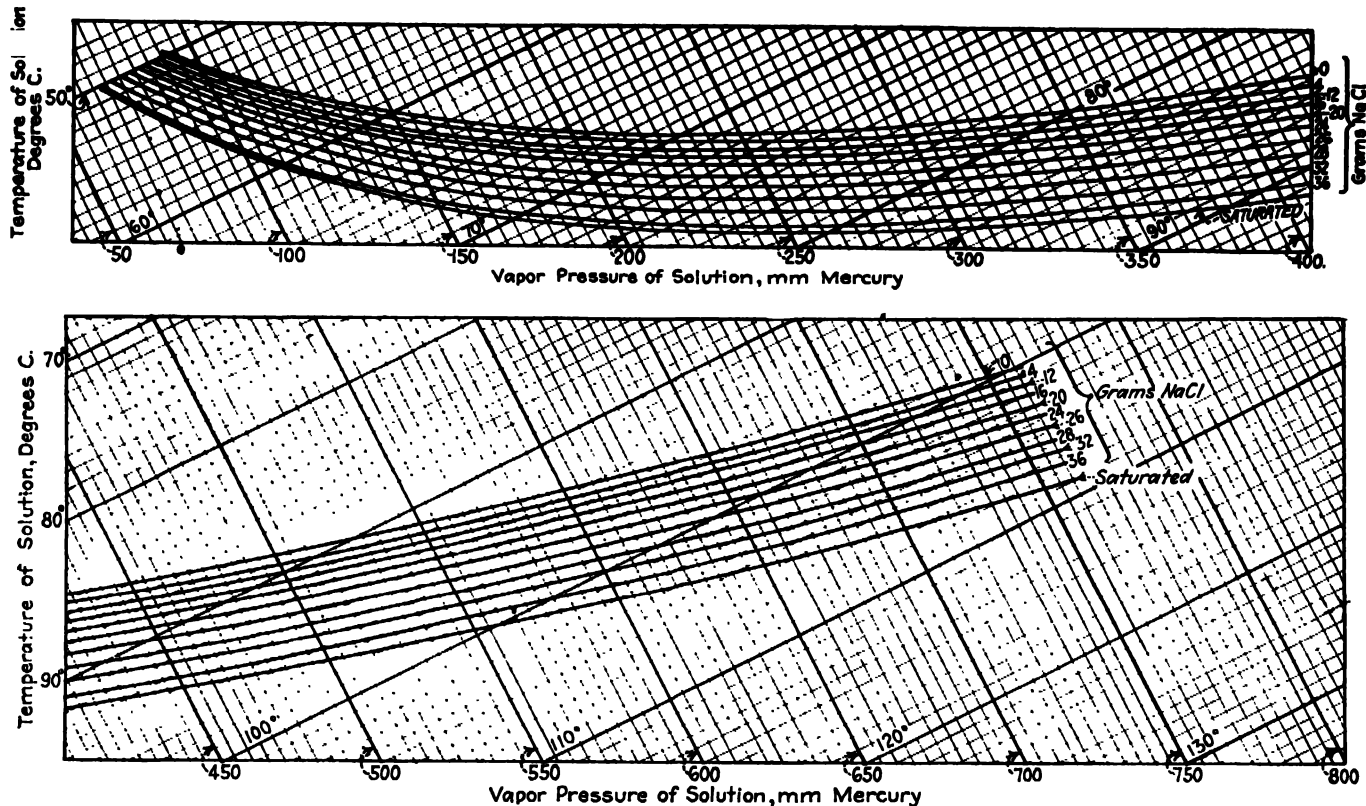 Temperature of Sol ion
Degrees C.
50°
60°
70
80°
90°
0
12
20
SATURATED
Grams NaCl
50 100 150 200 250 300 350 400.
Vapor Pressure of Solution, mm Mercury
Temperature of Solution, Degrees C.
70°
80°
90°
100°
110°
120°
130°
0
4 12
16 20
24 26
28 32
36
Grams NaCl
Saturated
450 500 550 600 650 700 750 800
Vapor Pressure of Solution, mm Mercury